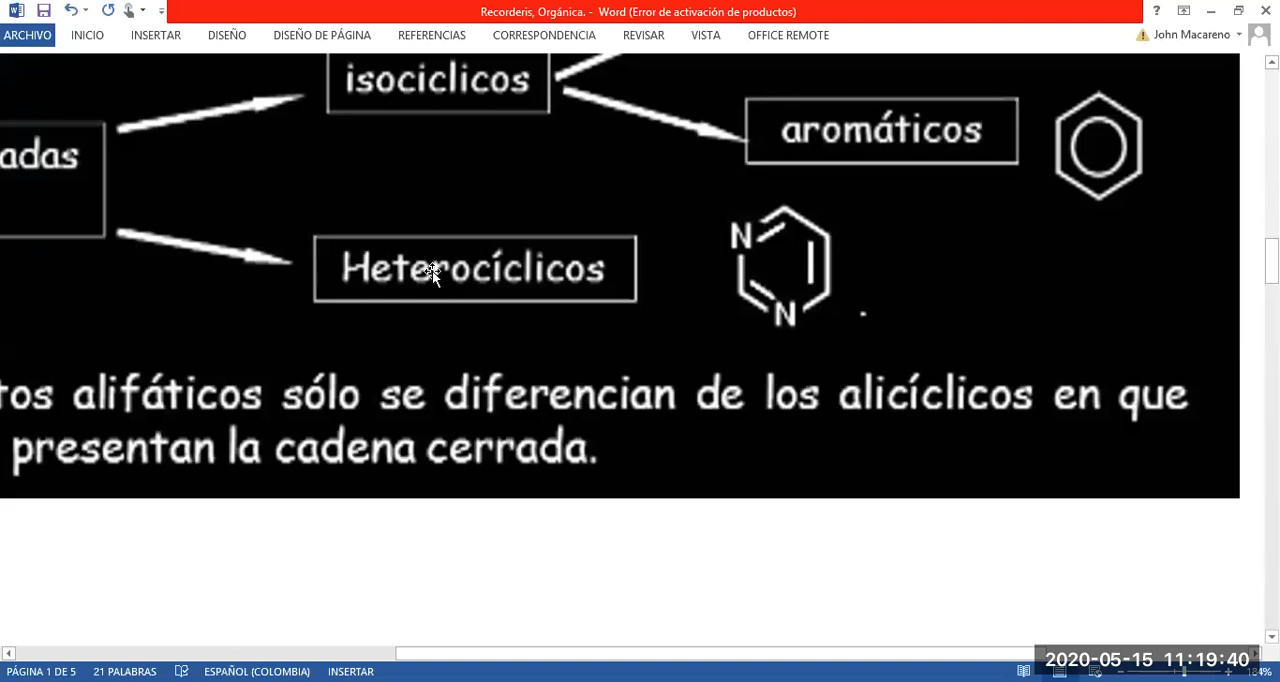 Recorderis, Orgánica. - Word (Error de activación de productos)
?
ARCHIVO INICIO INSERTAR DISEÑO DISEÑO DE PÁGINA REFERENCIAS CORRESPONDENCIA REVISAR VISTA OFFICE REMOTE John Macareno
isociclicos
aromáticos
adas
N
Heterocíclicos
N
tos alifáticos sólo se diferencian de los alicíclicos en que
presentan la cadena cerrada.
2020-05-15 11:19:40
PÁGINA 1 DE 5 21 PALABRAS ESPAÑOL (COLOMBIA) INSERTAR 184%